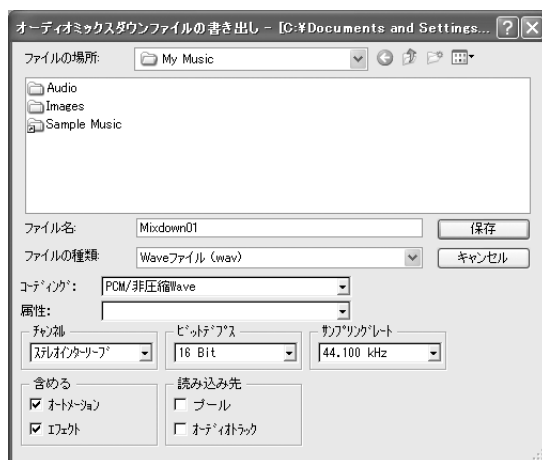 オーディオミックスダウンファイルの書き出し - [C:¥Documents and Settings...
ファイルの場所: My Music
Audio
Images
Sample Music
ファイル名: Mixdown01 保存
ファイルの種類: Waveファイル (wav) キャンセル
コーディング: PCM/非圧縮Wave
属性:
チャンネル ビットデプス サンプリングレート
ステレオインターリーブ 16 Bit 44.100 kHz
含める 読み込み先
オートメーション プール
エフェクト オーディオトラック